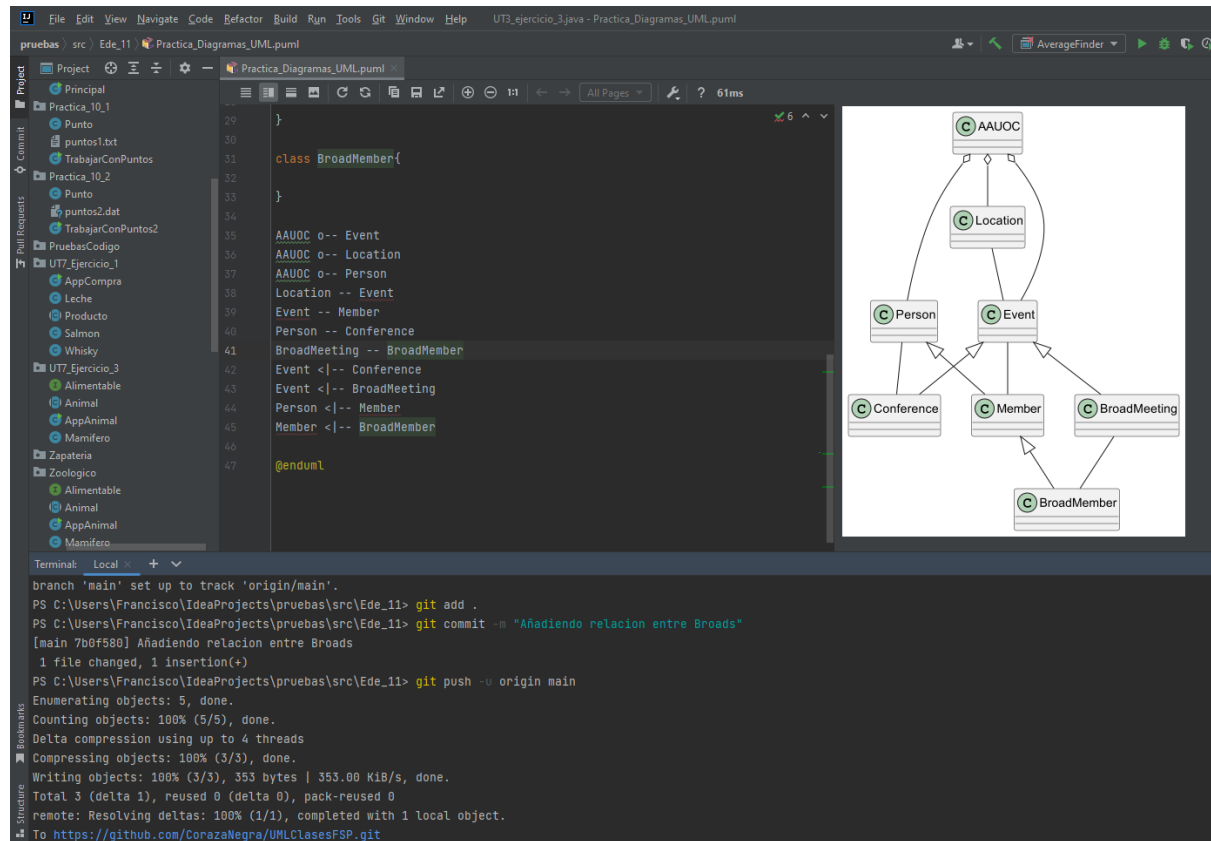 File Edit View Navigate Code Refactor Build Run Tools Git Window Help UT3_ejercicio_3.java - Practica_Diagramas_UML.puml
pruebas src Ede_11 Practica_Diagramas_UML.puml
AverageFinder
Project
Practica_Diagramas_UML.puml
Principal
Practica_10_1
Punto
puntos1.txt
TrabajarConPuntos
Practica_10_2
Punto
puntos2.dat
TrabajarConPuntos2
PruebasCodigo
UT7_Ejercicio_1
AppCompra
Leche
Producto
Salmon
Whisky
UT7_Ejercicio_3
Alimentable
Animal
AppAnimal
Mamifero
Zapateria
Zoologico
Alimentable
Animal
AppAnimal
Mamifero
Project
Commit
Pull Requests
Bookmarks
Structure
1:1 All Pages ? 61ms
6
29 }
30
31 class BroadMember{
32
33 }
34
35 AAUOC o-- Event
36 AAUOC o-- Location
37 AAUOC o-- Person
38 Location -- Event
39 Event -- Member
40 Person -- Conference
41 BroadMeeting -- BroadMember
42 Event <|-- Conference
43 Event <|-- BroadMeeting
44 Person <|-- Member
45 Member <|-- BroadMember
46
47 @enduml
C AAUOC
C Location
C Person
C Event
C Conference
C Member
C BroadMeeting
C BroadMember
Terminal: Local
branch 'main' set up to track 'origin/main'.
PS C:\Users\Francisco\IdeaProjects\pruebas\src\Ede_11> git add .
PS C:\Users\Francisco\IdeaProjects\pruebas\src\Ede_11> git commit -m "Añadiendo relacion entre Broads"
[main 7b0f580] Añadiendo relacion entre Broads
1 file changed, 1 insertion(+)
PS C:\Users\Francisco\IdeaProjects\pruebas\src\Ede_11> git push -u origin main
Enumerating objects: 5, done.
Counting objects: 100% (5/5), done.
Delta compression using up to 4 threads
Compressing objects: 100% (3/3), done.
Writing objects: 100% (3/3), 353 bytes | 353.00 KiB/s, done.
Total 3 (delta 1), reused 0 (delta 0), pack-reused 0
remote: Resolving deltas: 100% (1/1), completed with 1 local object.
To https://github.com/CorazaNegra/UMLClasesFSP.git